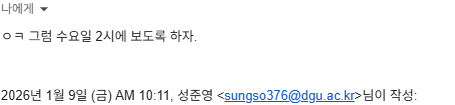 나에게
ㅇㅋ 그럼 수요일 2시에 보도록 하자.
2026년 1월 9일 (금) AM 10:11, 성준영 <sungso376@dgu.ac.kr>님이 작성: